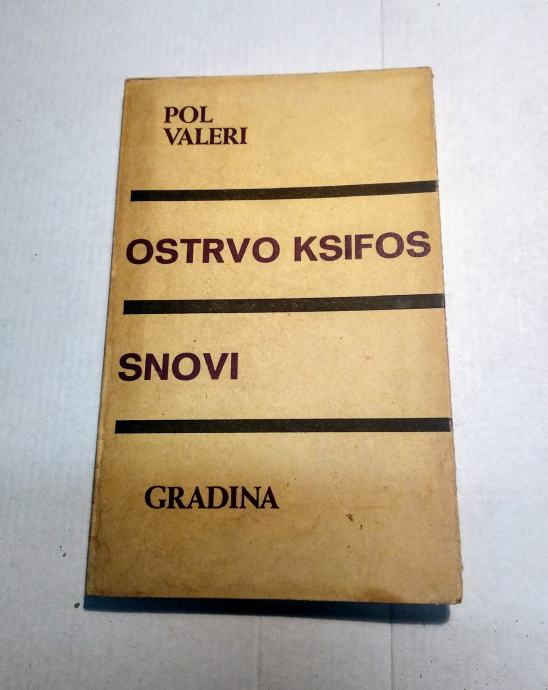 POL
VALERI
OSTRVO KSIFOS
SNOVI
GRADINA